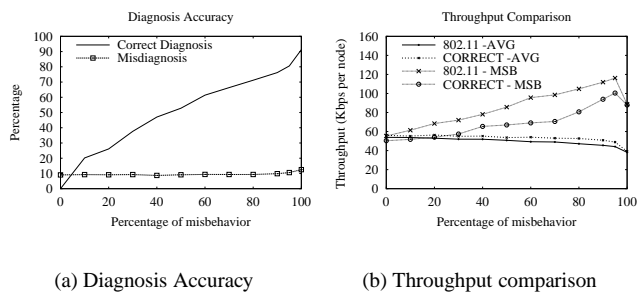 Diagnosis Accuracy
100
90
80
70
60
50
40
30
20
10
0
Percentage
Correct Diagnosis
Misdiagnosis
0 20 40 60 80 100
Percentage of misbehavior
(a) Diagnosis Accuracy
Throughput Comparison
160
140
120
100
80
60
40
20
0
Throughput (Kbps per node)
802.11 -AVG
CORRECT -AVG
802.11 - MSB
CORRECT - MSB
0 20 40 60 80 100
Percentage of misbehavior
(b) Throughput comparison